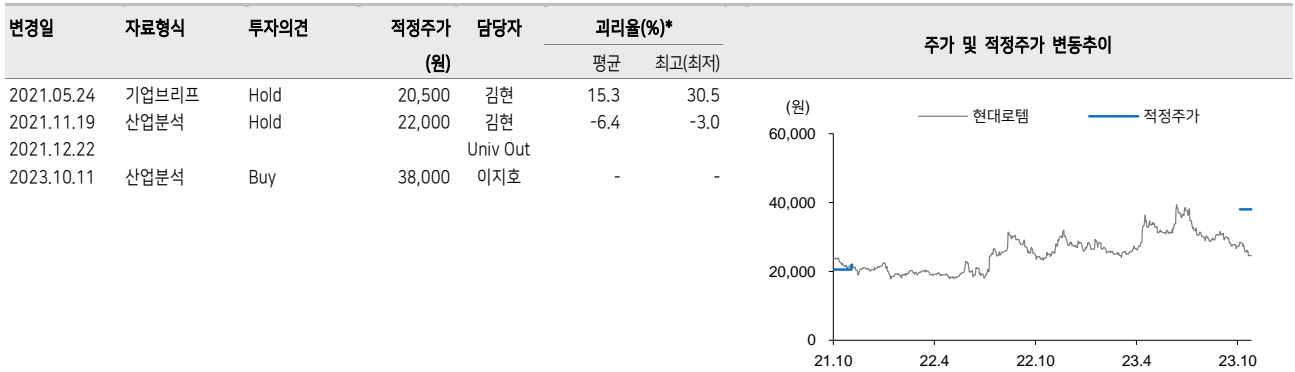 변경일 자료형식 투자의견 적정주가 담당자 괴리율(%)* 주가 및 적정주가 변동추이
(원) 평균 최고(최저)
2021.05.24 기업브리프 Hold 20,500 김현 15.3 30.5
2021.11.19 산업분석 Hold 22,000 김현 -6.4 -3.0
2021.12.22 Univ Out
2023.10.11 산업분석 Buy 38,000 이지호 - -
(원) 현대로템 적정주가
60,000
40,000
20,000
0
21.10 22.4 22.10 23.4 23.10